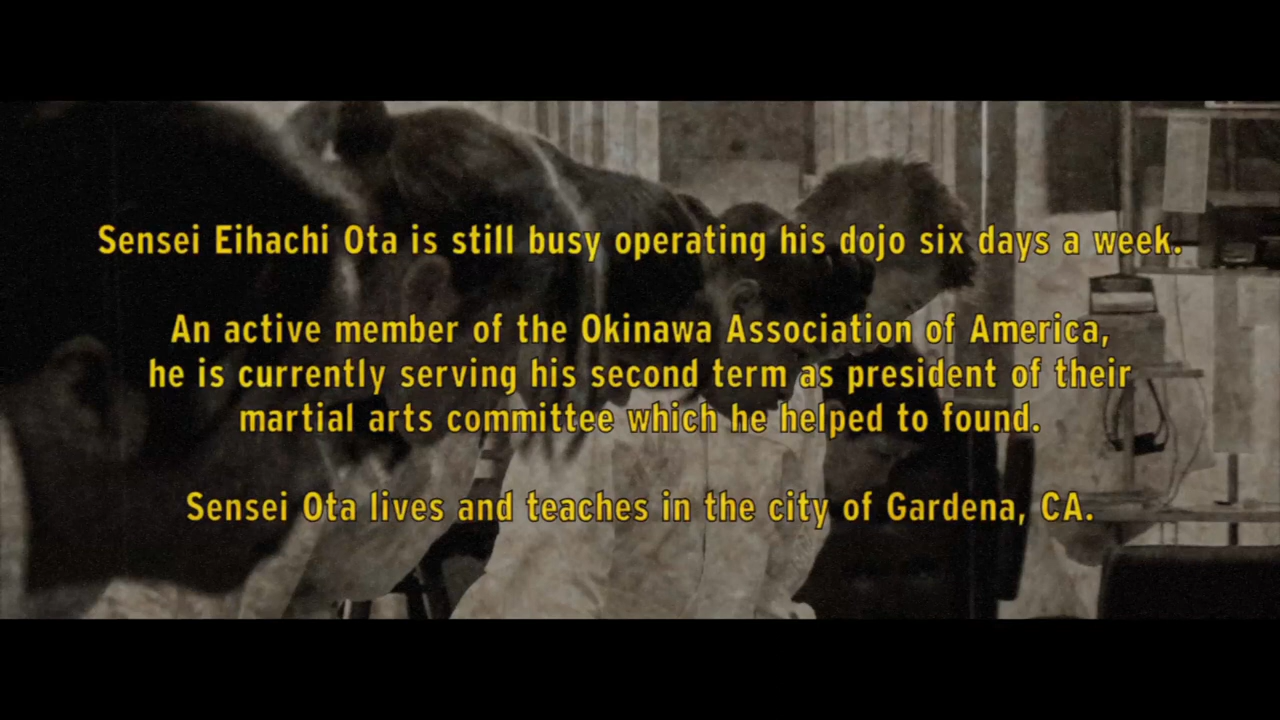 Sensei Eihachi Ota is still busy operating his dojo six days a week.
An active member of the Okinawa Association of America,
he is currently serving his second term as president of their
martial arts committee which he helped to found.
Sensei Ota lives and teaches in the city of Gardena, CA.